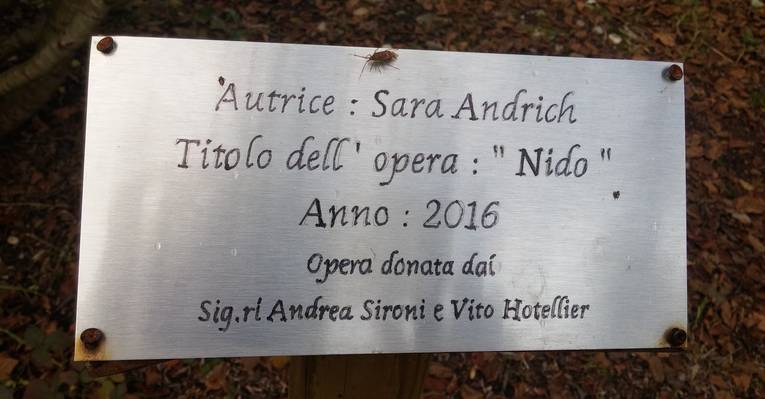 Autrice : Sara Andrich
Titolo dell' opera : " Nido "
Anno : 2016
Opera donata dai
Sig.ri Andrea Sironi e Vito Hotellier